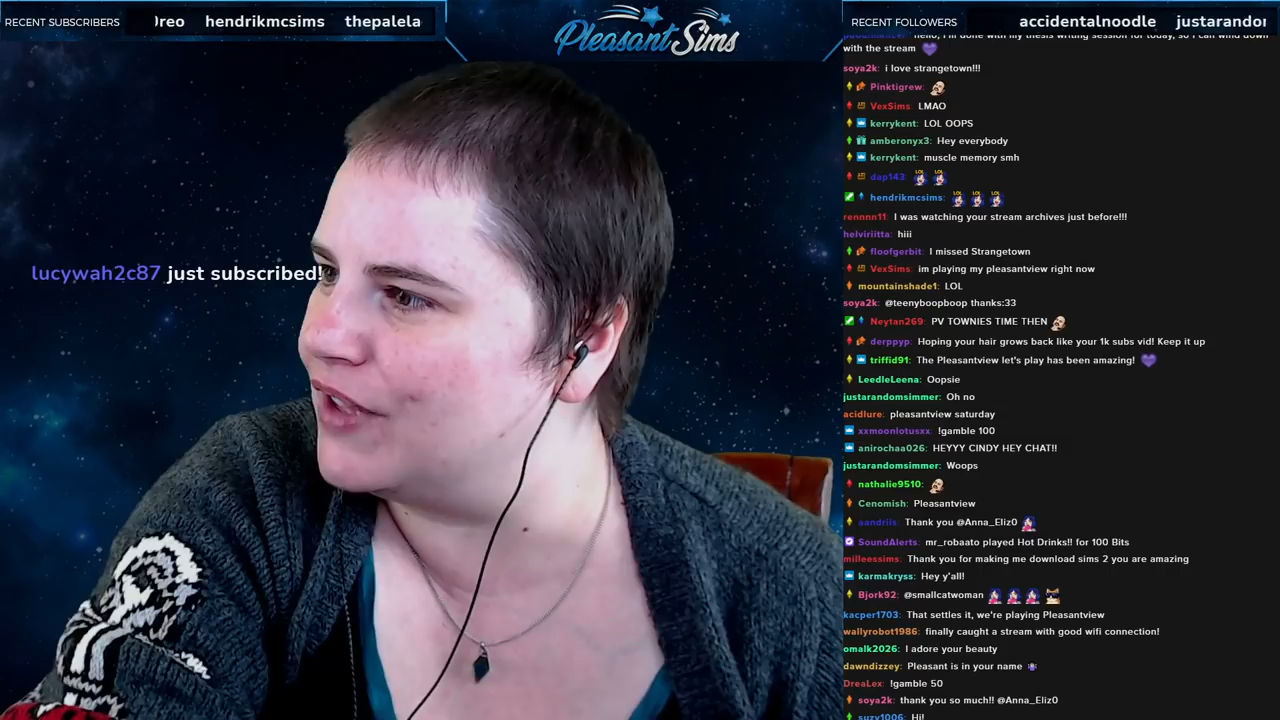 RECENT SUBSCRIBERS
hendrikmcsims thepalela
PleasantSims
RECENT FOLLOWERS
accidentalnoodle justarandor
with the stream
soya2k: i love strangetown!!!
Pinktigrew:
VexSims: LMAO
kerrykent: LOL OOPS
amberonyx3: Hey everybody
kerrykent: muscle memory smh
dap143:
hendrikmcsims:
rennnn11: I was watching your stream archives just before!!!
helviriitta: hiii
floofgerbit: I missed Strangetown
VexSims: im playing my pleasantview right now
mountainshade1: LOL
soya2k: @teenyboopboop thanks:33
Neytan269: PV TOWNIES TIME THEN
derppyp: Hoping your hair grows back like your 1k subs vid! Keep it up
triffid91: The Pleasantview let's play has been amazing!
LeedleLeena: Oopsie
justarandomsimmer: Oh no
acidlure: pleasantview saturday
xxmoonlotusxx: !gamble 100
anirochaa026: HEYYY CINDY HEY CHAT!!
justarandomsimmer: Woops
nathalie9510:
Cenomish: Pleasantview
aandriis: Thank you @Anna_Eliz0
SoundAlerts: mr_robaato played Hot Drinks!! for 100 Bits
milleessims: Thank you for making me download sims 2 you are amazing
karmakryss: Hey y'all!
Bjork92: @smallcatwoman
kacper1703: That settles it, we're playing Pleasantview
wallyrobot1986: finally caught a stream with good wifi connection!
omalk2026: I adore your beauty
dawndizzey: Pleasant is in your name
DreaLex: !gamble 50
soya2k: thank you so much!! @Anna_Eliz0
suzy1006: Hi!
lucywah2c87 just subscribed!